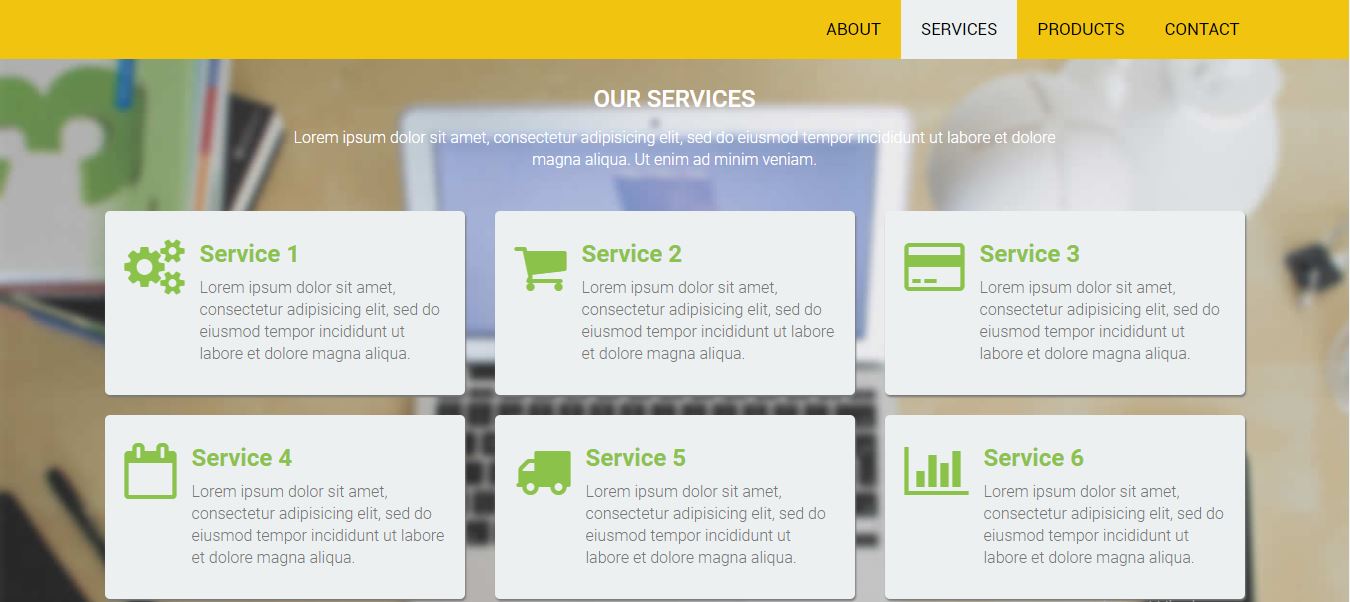 ABOUT SERVICES PRODUCTS CONTACT
OUR SERVICES
Lorem ipsum dolor sit amet, consectetur adipisicing elit, sed do eiusmod tempor incididunt ut labore et dolore
magna aliqua. Ut enim ad minim veniam.
Service 1
Lorem ipsum dolor sit amet,
consectetur adipisicing elit, sed do
eiusmod tempor incididunt ut
labore et dolore magna aliqua.
Service 2
Lorem ipsum dolor sit amet,
consectetur adipisicing elit, sed do
eiusmod tempor incididunt ut labore
et dolore magna aliqua.
Service 3
Lorem ipsum dolor sit amet,
consectetur adipisicing elit, sed do
eiusmod tempor incididunt ut
labore et dolore magna aliqua.
Service 4
Lorem ipsum dolor sit amet,
consectetur adipisicing elit, sed do
eiusmod tempor incididunt ut labore
et dolore magna aliqua.
Service 5
Lorem ipsum dolor sit amet,
consectetur adipisicing elit, sed do
eiusmod tempor incididunt ut
labore et dolore magna aliqua.
Service 6
Lorem ipsum dolor sit amet,
consectetur adipisicing elit, sed do
eiusmod tempor incididunt ut
labore et dolore magna aliqua.